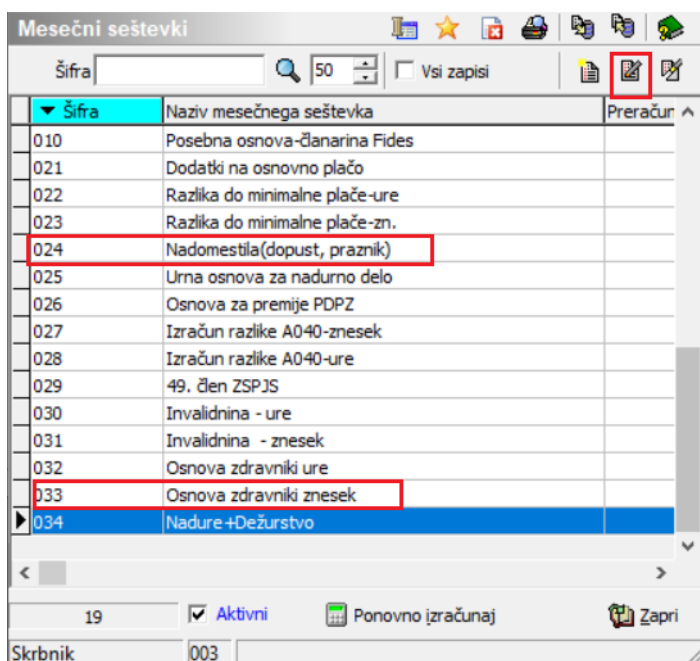 Mesečni seštevki
Šifra 50 Vsi zapisi
Šifra Naziv mesečnega seštevka Preračun
010 Posebna osnova-članarina Fides
021 Dodatki na osnovno plačo
022 Razlika do minimalne plače-ure
023 Razlika do minimalne plače-zn.
024 Nadomestila(dopust, praznik)
025 Urna osnova za nadurno delo
026 Osnova za premije PDPZ
027 Izračun razlike A040-znesek
028 Izračun razlike A040-ure
029 49. člen ZSPJS
030 Invalidnina - ure
031 Invalidnina - znesek
032 Osnova zdravniki ure
033 Osnova zdravniki znesek
034 Nadure+Dežurstvo
19 Aktivni Ponovno izračunaj Zapri
Skrbnik 003